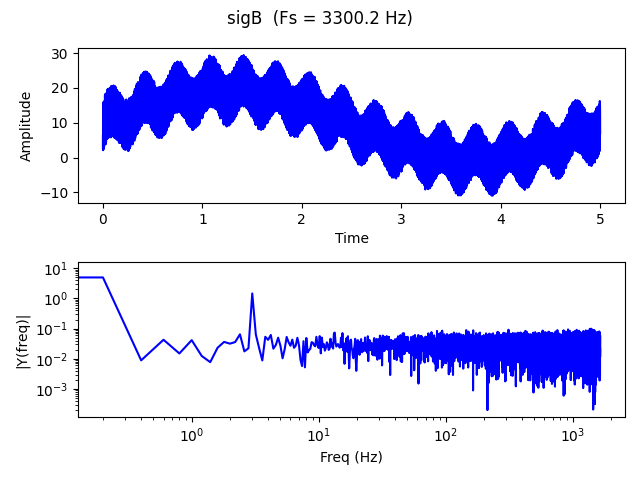 sigB (Fs = 3300.2 Hz)
30
20
10
0
−10
Amplitude
0 1 2 3 4 5
Time
10¹
10⁰
10⁻¹
10⁻²
10⁻³
|Y(freq)|
10⁰ 10¹ 10² 10³
Freq (Hz)